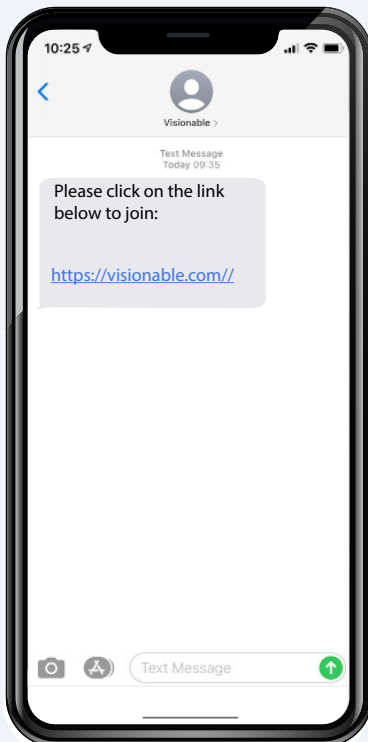 10:25
Visionable >
Text Message
Today 09:35
Please click on the link
below to join:
https://visionable.com//
Text Message